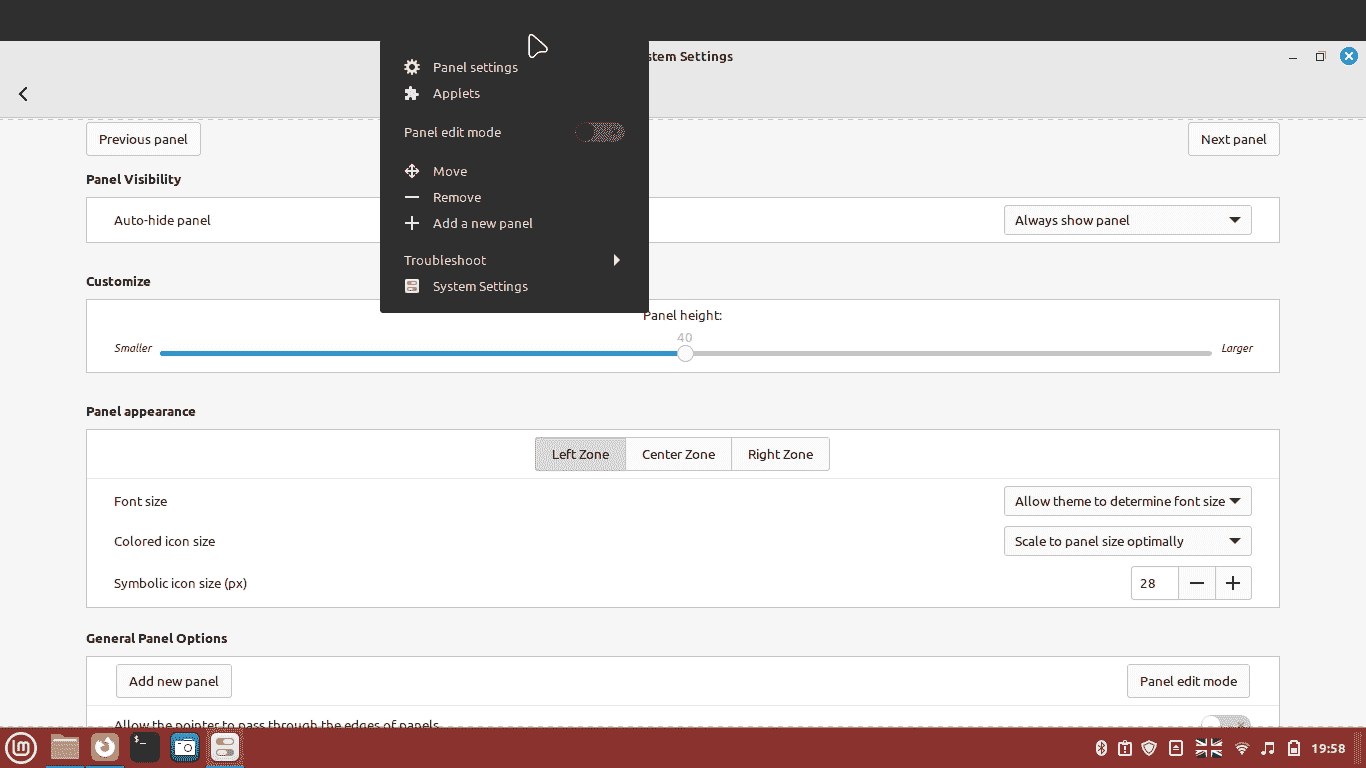 stem Settings
Panel settings
Applets
Panel edit mode
Move
Remove
Add a new panel
Troubleshoot
System Settings
Previous panel
Next panel
Panel Visibility
Auto-hide panel
Always show panel
Customize
Panel height:
40
Smaller
Larger
Panel appearance
Left Zone
Center Zone
Right Zone
Font size
Allow theme to determine font size
Colored icon size
Scale to panel size optimally
Symbolic icon size (px)
28
General Panel Options
Add new panel
Panel edit mode
Allow the pointer to pass through the edges of panels
19:58